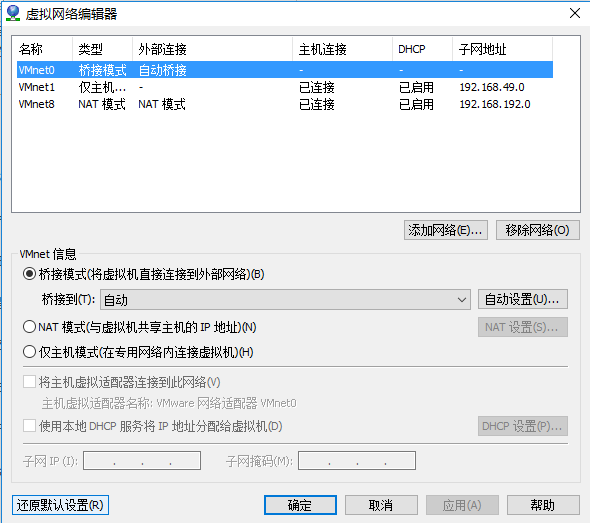 虚拟网络编辑器
名称 类型 外部连接 主机连接 DHCP 子网地址
VMnet0 桥接模式 自动桥接 - - -
VMnet1 仅主机... - 已连接 已启用 192.168.49.0
VMnet8 NAT 模式 NAT 模式 已连接 已启用 192.168.192.0
添加网络(E)... 移除网络(O)
VMnet 信息
桥接模式(将虚拟机直接连接到外部网络)(B)
桥接到(T): 自动 自动设置(U)...
NAT 模式(与虚拟机共享主机的 IP 地址)(N) NAT 设置(S)...
仅主机模式(在专用网络内连接虚拟机)(H)
将主机虚拟适配器连接到此网络(V)
主机虚拟适配器名称: VMware 网络适配器 VMnet0
使用本地 DHCP 服务将 IP 地址分配给虚拟机(D) DHCP 设置(P)...
子网 IP (I): . . . 子网掩码(M): . . .
还原默认设置(R) 确定 取消 应用(A) 帮助